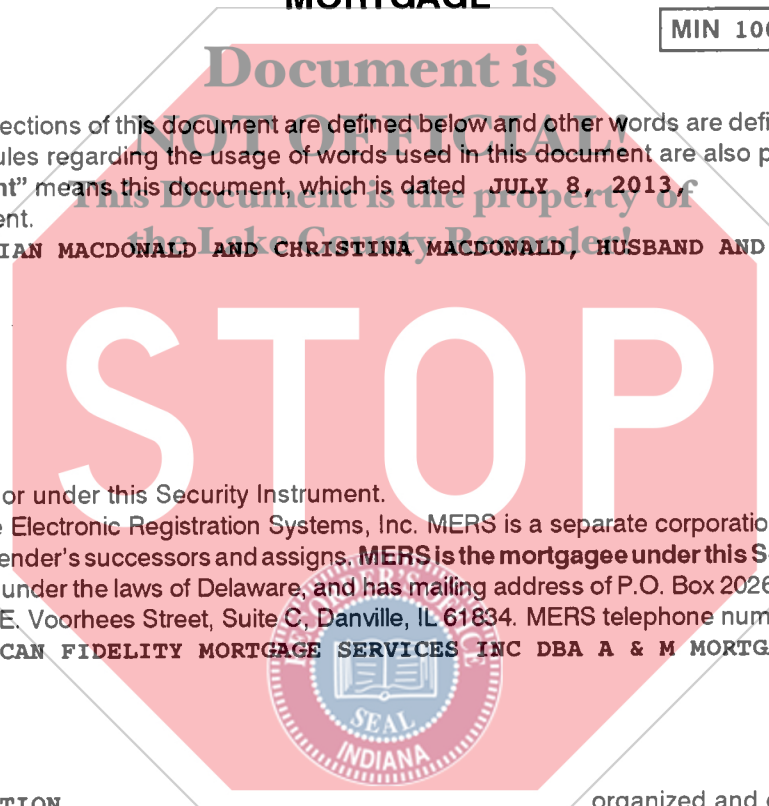 MORTGAGE
MIN 100
Document is
ections of this document are defined below and other words are defi
NOT OFFICIAL!
ules regarding the usage of words used in this document are also p
nt” means this document, which is dated JULY 8, 2013,
This Document is the property of
ent.
the Lake County Recorder!
IAN MACDONALD AND CHRISTINA MACDONALD, HUSBAND AND
STOP
or under this Security Instrument.
e Electronic Registration Systems, Inc. MERS is a separate corporatio
ender's successors and assigns. MERS is the mortgagee under this S
under the laws of Delaware, and has mailing address of P.O. Box 2026
E. Voorhees Street, Suite C, Danville, IL 61834. MERS telephone num
CAN FIDELITY MORTGAGE SERVICES INC DBA A & M MORTGA
RECORDER'S OFFICE
SEAL
INDIANA
TION
organized and